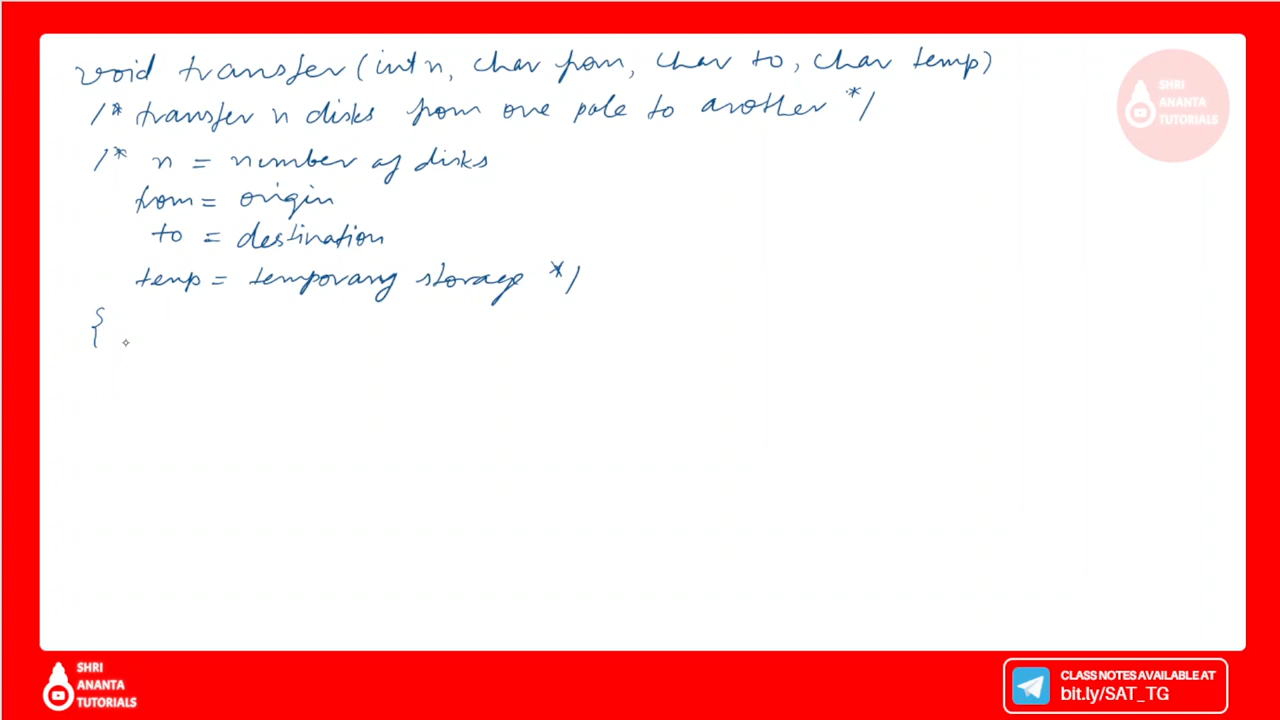 void transfer (int n, char from, char to, char temp)
/* transfer n disks from one pole to another */
/* n = number of disks
from = origin
to = destination
temp = temporary storage */
{
SHRI
ANANTA
TUTORIALS
SHRI
ANANTA
TUTORIALS
CLASS NOTES AVAILABLE AT
bit.ly/SAT_TG